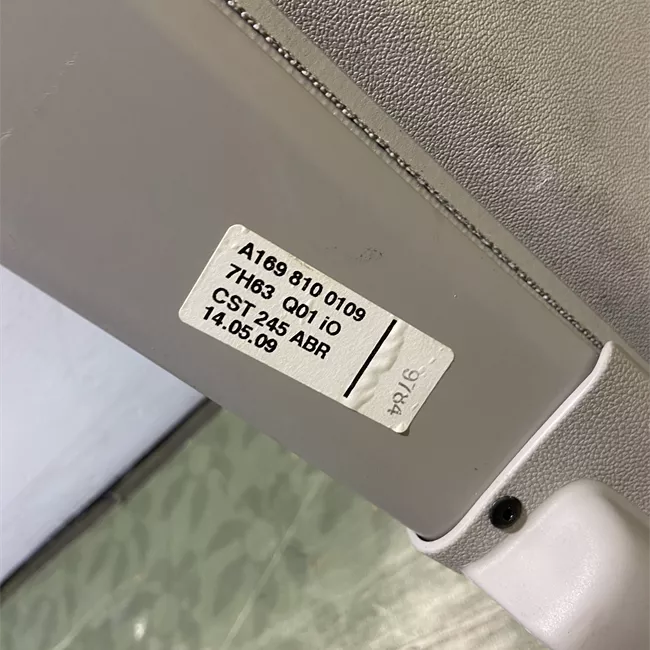 A169 810 0109
7H63 Q01 iO
CST 245 ABR
14.05.09
9784